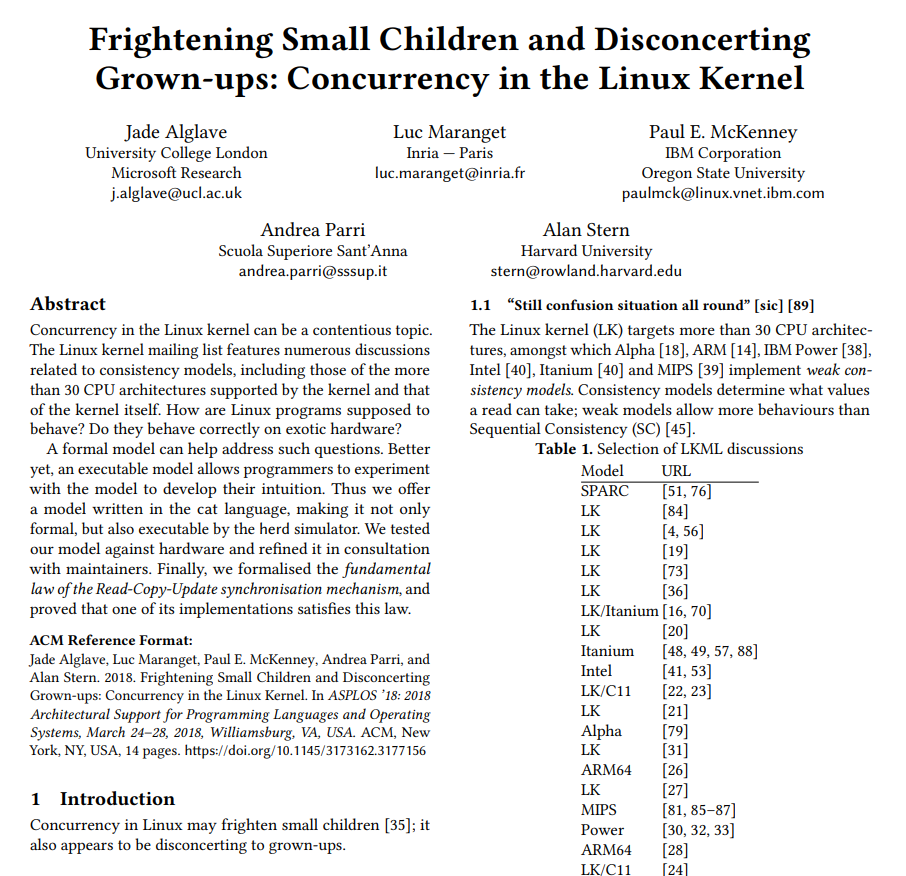 Frightening Small Children and Disconcerting
Grown-ups: Concurrency in the Linux Kernel
Jade Alglave
University College London
Microsoft Research
j.alglave@ucl.ac.uk
Luc Maranget
Inria – Paris
luc.maranget@inria.fr
Paul E. McKenney
IBM Corporation
Oregon State University
paulmck@linux.vnet.ibm.com
Andrea Parri
Scuola Superiore Sant'Anna
andrea.parri@sssup.it
Alan Stern
Harvard University
stern@rowland.harvard.edu
Abstract
Concurrency in the Linux kernel can be a contentious topic.
The Linux kernel mailing list features numerous discussions
related to consistency models, including those of the more
than 30 CPU architectures supported by the kernel and that
of the kernel itself. How are Linux programs supposed to
behave? Do they behave correctly on exotic hardware?
A formal model can help address such questions. Better
yet, an executable model allows programmers to experiment
with the model to develop their intuition. Thus we offer
a model written in the cat language, making it not only
formal, but also executable by the herd simulator. We tested
our model against hardware and refined it in consultation
with maintainers. Finally, we formalised the fundamental
law of the Read-Copy-Update synchronisation mechanism, and
proved that one of its implementations satisfies this law.
ACM Reference Format:
Jade Alglave, Luc Maranget, Paul E. McKenney, Andrea Parri, and
Alan Stern. 2018. Frightening Small Children and Disconcerting
Grown-ups: Concurrency in the Linux Kernel. In ASPLOS '18: 2018
Architectural Support for Programming Languages and Operating
Systems, March 24–28, 2018, Williamsburg, VA, USA. ACM, New
York, NY, USA, 14 pages. https://doi.org/10.1145/3173162.3177156
1 Introduction
Concurrency in Linux may frighten small children [35]; it
also appears to be disconcerting to grown-ups.
1.1 “Still confusion situation all round” [sic] [89]
The Linux kernel (LK) targets more than 30 CPU architec-
tures, amongst which Alpha [18], ARM [14], IBM Power [38],
Intel [40], Itanium [40] and MIPS [39] implement weak con-
sistency models. Consistency models determine what values
a read can take; weak models allow more behaviours than
Sequential Consistency (SC) [45].
Table 1. Selection of LKML discussions
Model URL
SPARC [51, 76]
LK [84]
LK [4, 56]
LK [19]
LK [73]
LK [36]
LK/Itanium [16, 70]
LK [20]
Itanium [48, 49, 57, 88]
Intel [41, 53]
LK/C11 [22, 23]
LK [21]
Alpha [79]
LK [31]
ARM64 [26]
LK [27]
MIPS [81, 85–87]
Power [30, 32, 33]
ARM64 [28]
LK/C11 [24]